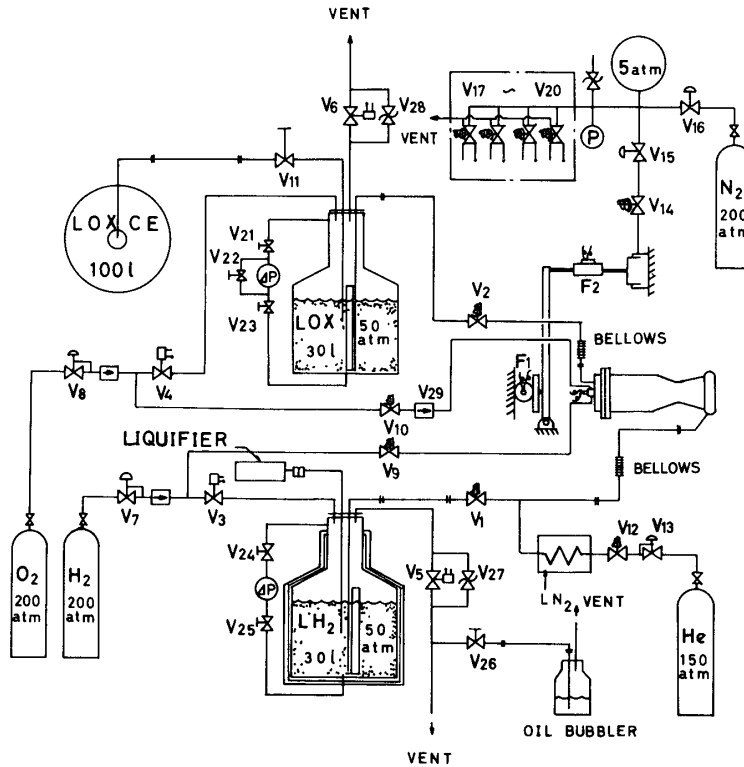 VENT
5atm
V17 ~ V20
V6
V28
VENT
P
V16
V15
V11
N2
200
atm
V14
LOX CE
100 l
V21
V22
ΔP
V23
F2
LOX
30 l
50
atm
V2
BELLOWS
F1
V8
V4
V29
V10
LIQUIFIER
V9
BELLOWS
V7
V3
V1
V12
V13
V24
V5
V27
ΔP
O2
200
atm
H2
200
atm
LN2
VENT
LH2
30 l
50
atm
V25
He
150
atm
V26
OIL BUBBLER
VENT